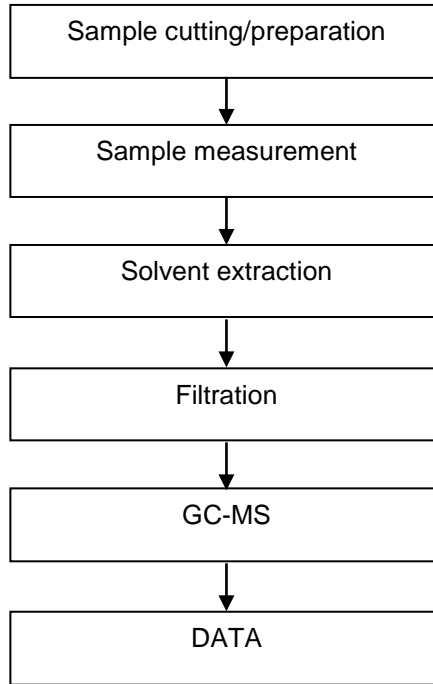 Sample cutting/preparation
Sample measurement
Solvent extraction
Filtration
GC-MS
DATA